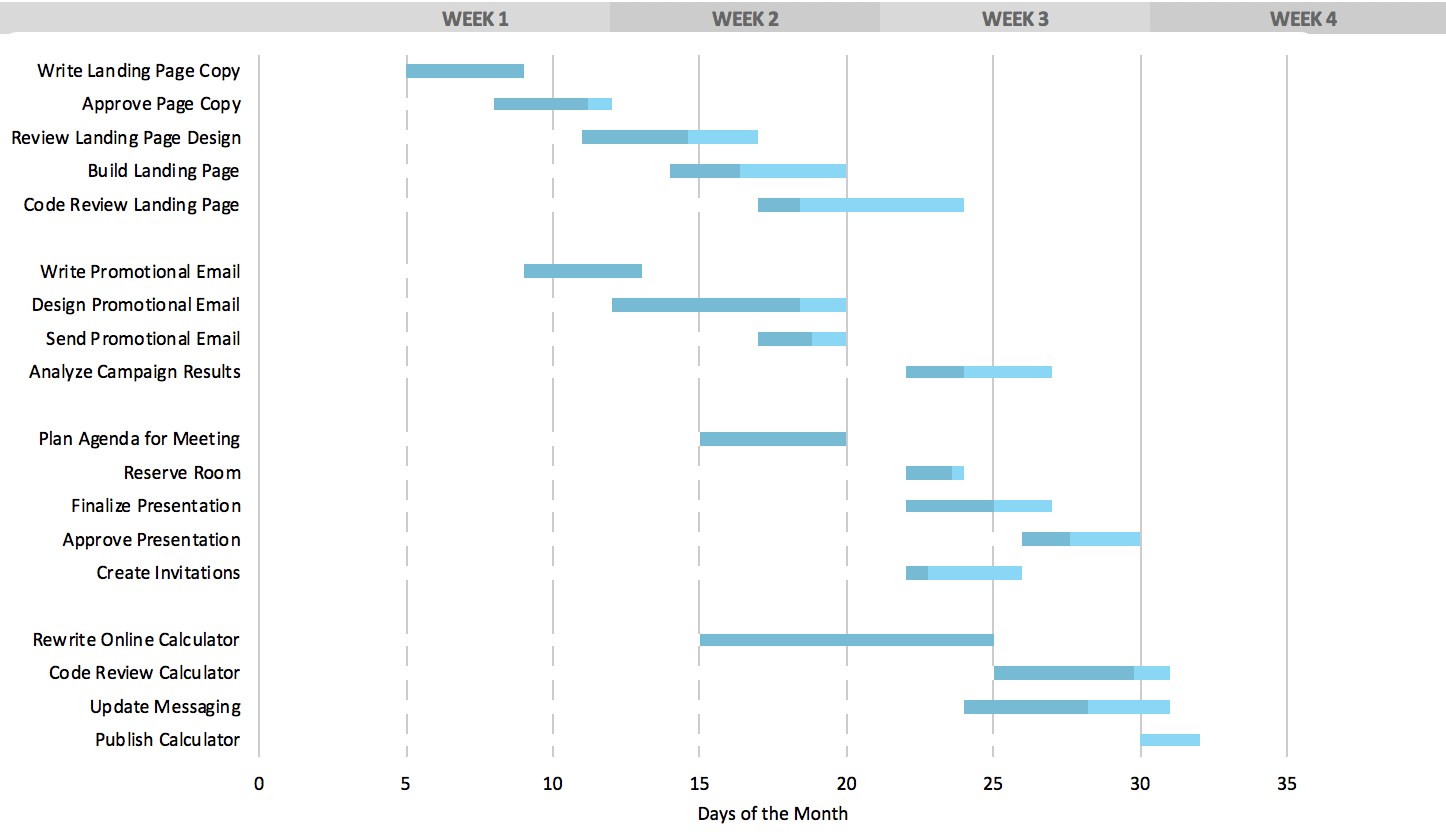 WEEK 1 WEEK 2 WEEK 3 WEEK 4
Write Landing Page Copy
Approve Page Copy
Review Landing Page Design
Build Landing Page
Code Review Landing Page
Write Promotional Email
Design Promotional Email
Send Promotional Email
Analyze Campaign Results
Plan Agenda for Meeting
Reserve Room
Finalize Presentation
Approve Presentation
Create Invitations
Rewrite Online Calculator
Code Review Calculator
Update Messaging
Publish Calculator
0 5 10 15 20 25 30 35
Days of the Month